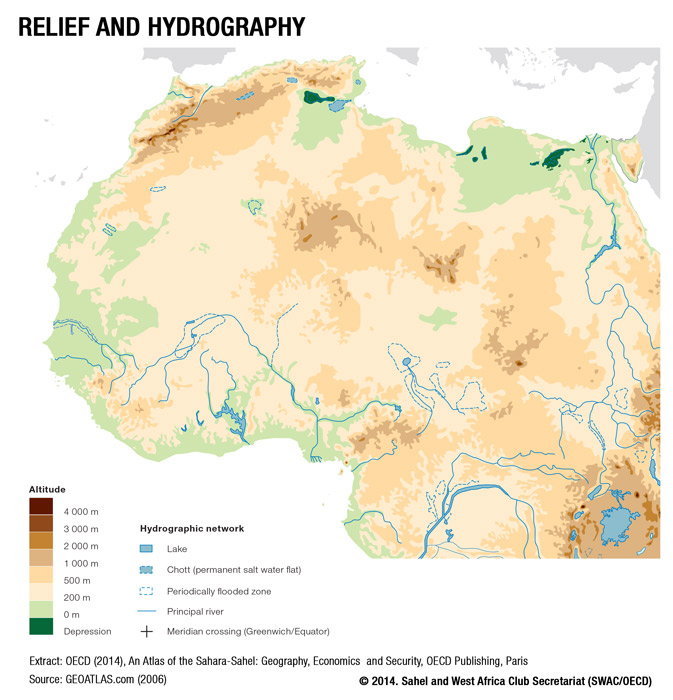 RELIEF AND HYDROGRAPHY
Altitude
4 000 m
3 000 m
2 000 m
1 000 m
500 m
200 m
0 m
Depression
Hydrographic network
Lake
Chott (permanent salt water flat)
Periodically flooded zone
Principal river
Meridian crossing (Greenwich/Equator)
Extract: OECD (2014), An Atlas of the Sahara-Sahel: Geography, Economics and Security, OECD Publishing, Paris
Source: GEOATLAS.com (2006)
© 2014. Sahel and West Africa Club Secretariat (SWAC/OECD)